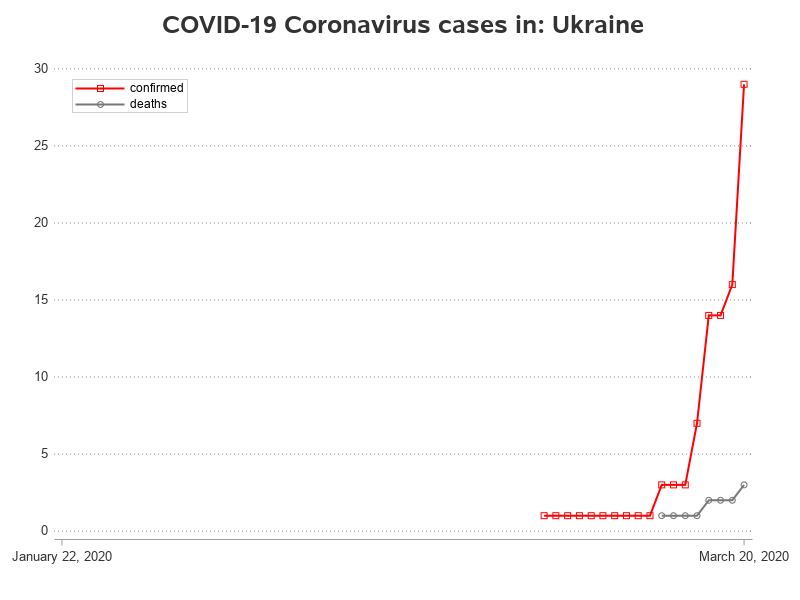 COVID-19 Coronavirus cases in: Ukraine
confirmed
deaths
30
25
20
15
10
5
0
January 22, 2020
March 20, 2020